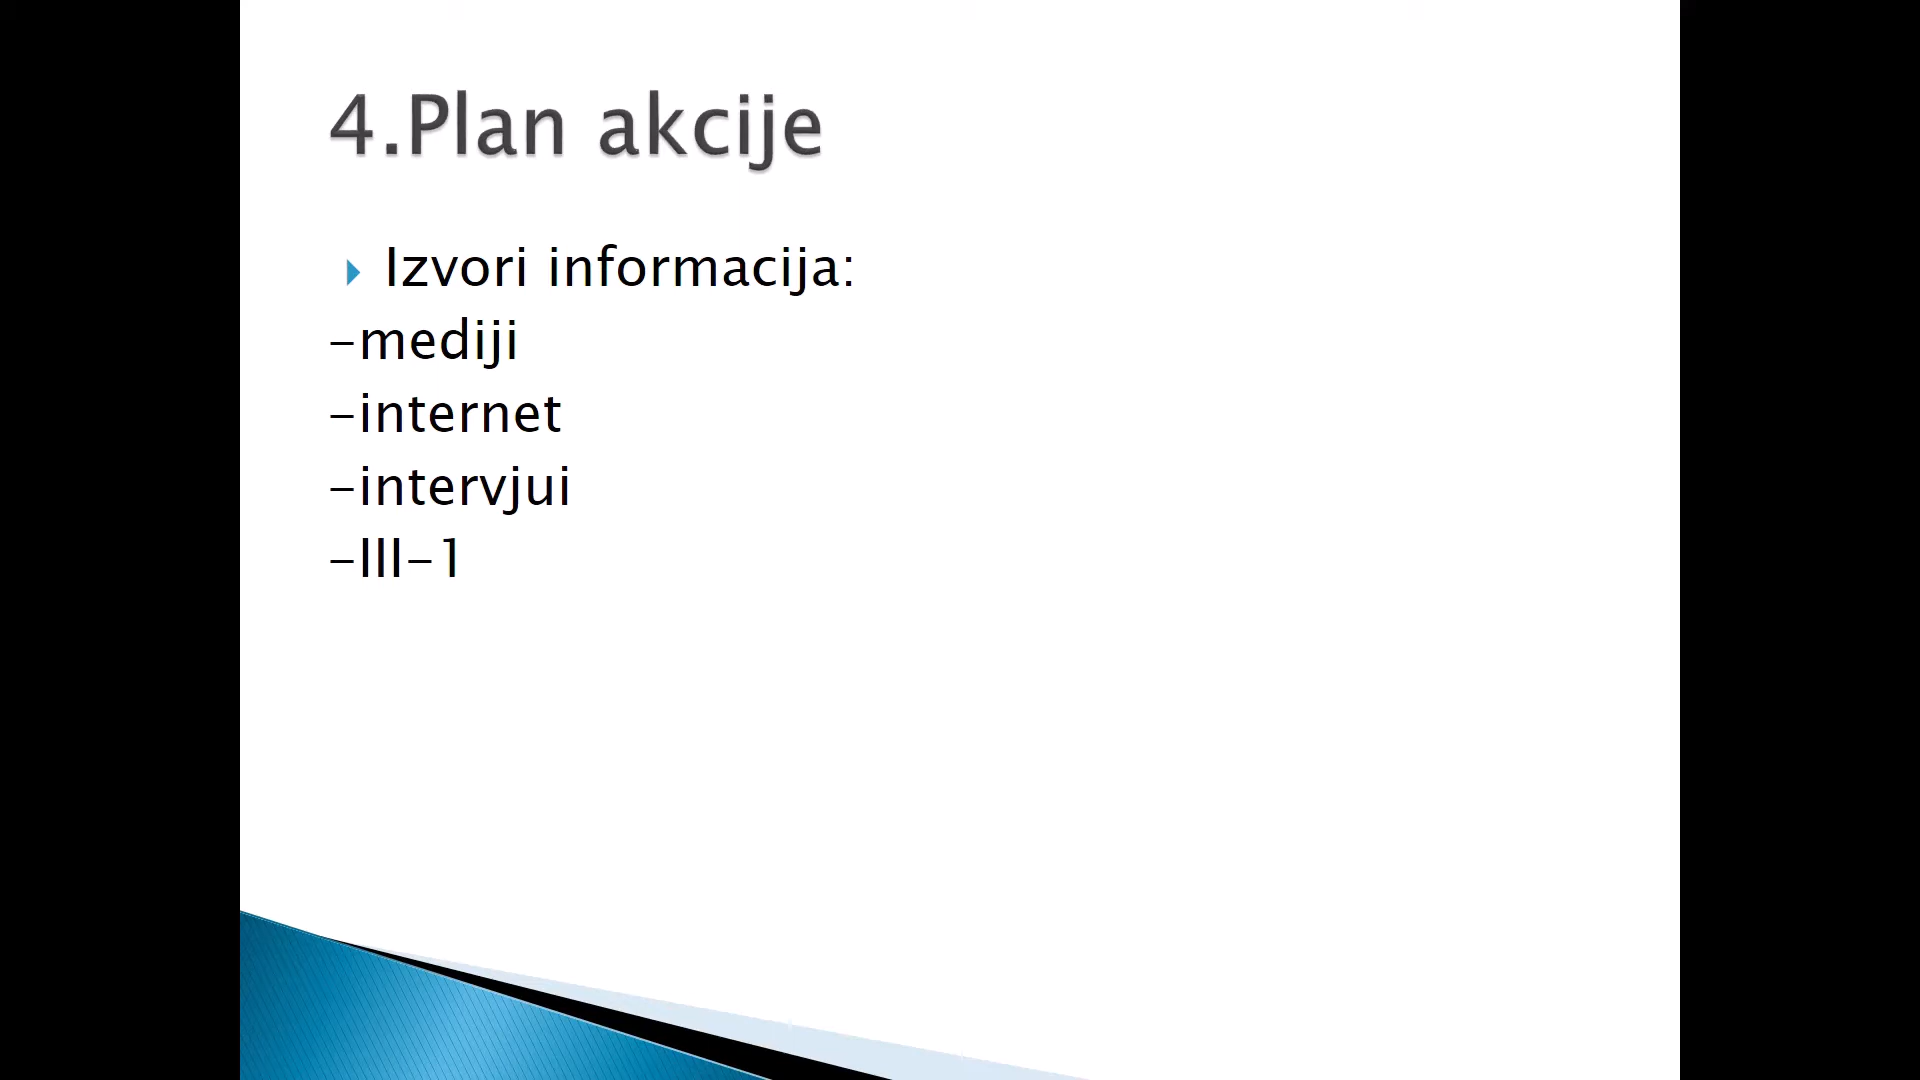 4.Plan akcije
Izvori informacija:
-mediji
-internet
-intervjui
-III-1